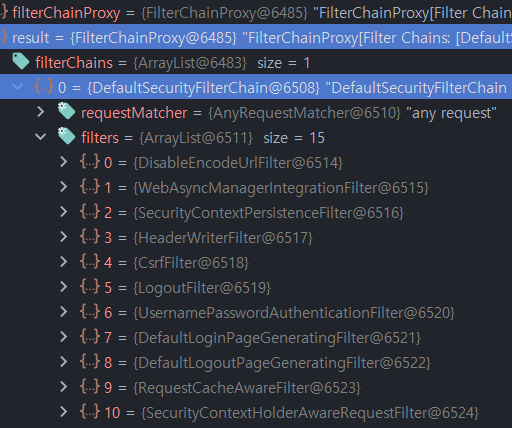 filterChainProxy = {FilterChainProxy@6485} "FilterChainProxy[Filter Chain
result = {FilterChainProxy@6485} "FilterChainProxy[Filter Chains: [Default
filterChains = {ArrayList@6483} size = 1
0 = {DefaultSecurityFilterChain@6508} "DefaultSecurityFilterChain
requestMatcher = {AnyRequestMatcher@6510} "any request"
filters = {ArrayList@6511} size = 15
0 = {DisableEncodeUrlFilter@6514}
1 = {WebAsyncManagerIntegrationFilter@6515}
2 = {SecurityContextPersistenceFilter@6516}
3 = {HeaderWriterFilter@6517}
4 = {CsrfFilter@6518}
5 = {LogoutFilter@6519}
6 = {UsernamePasswordAuthenticationFilter@6520}
7 = {DefaultLoginPageGeneratingFilter@6521}
8 = {DefaultLogoutPageGeneratingFilter@6522}
9 = {RequestCacheAwareFilter@6523}
10 = {SecurityContextHolderAwareRequestFilter@6524}